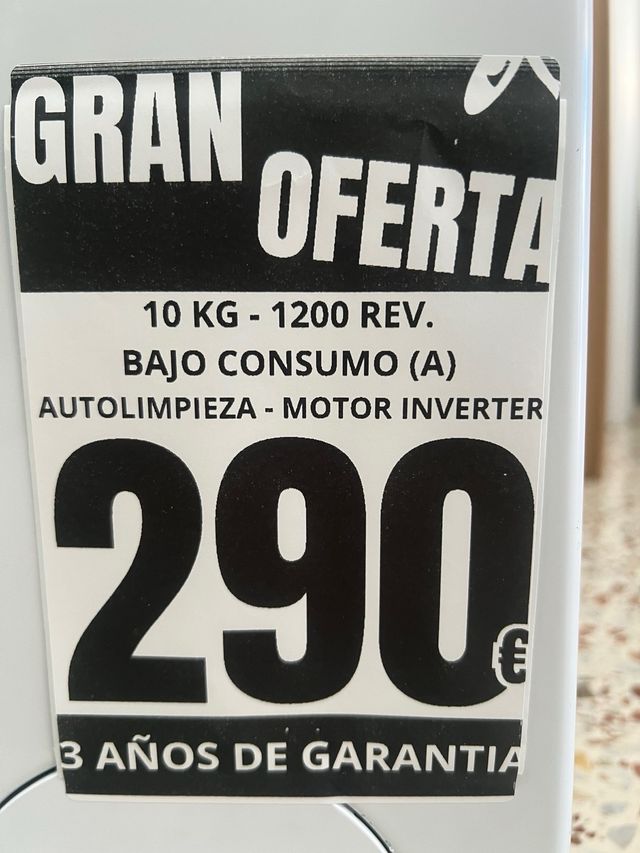 GRAN
OFERTA
10 KG - 1200 REV.
BAJO CONSUMO (A)
AUTOLIMPIEZA - MOTOR INVERTER
290€
3 AÑOS DE GARANTIA